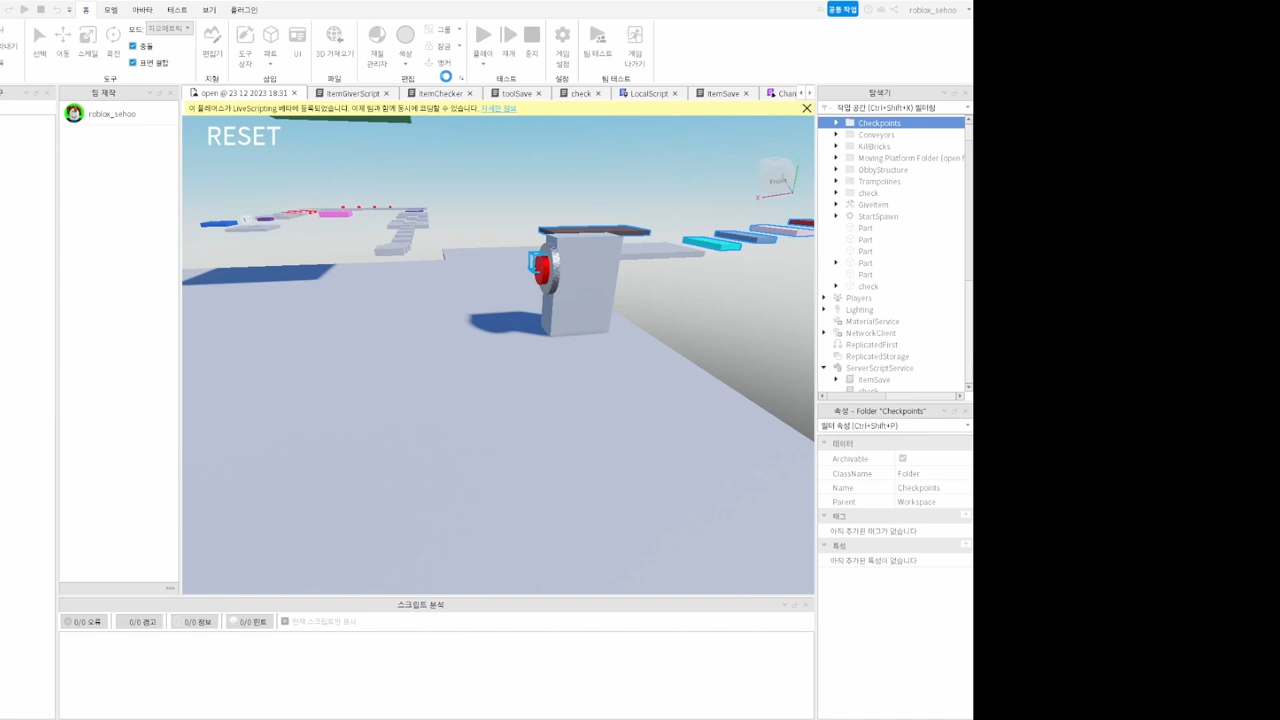 홈 모델 아바타 테스트 보기 플러그인
공동 작업 roblox_sehoo
선택 이동 스케일 회전
모드: 지오메트릭
충돌
표면 결합
편집기 도구 상자 파트 UI 3D 가져오기 재질 관리자 색상
그룹
잠금
앵커
플레이 재개 중지 게임 설정 팀 테스트 게임 나가기
도구 지형 삽입 파일 편집 테스트 설정 팀 테스트
팀 제작
roblox_sehoo
open @ 23 12 2023 18:31 ItemGiverScript ItemChecker toolSave check LocalScript ItemSave Chan
이 플레이스가 LiveScripting 베타에 등록되었습니다. 이제 팀과 함께 동시에 코딩할 수 있습니다. 자세한 정보
RESET
Front
X
1
탐색기
작업 공간 (Ctrl+Shift+X) 필터링
Checkpoints
Conveyors
KillBricks
Moving Platform Folder (open f
ObbyStructure
Trampolines
check
GiveItem
StartSpawn
Part
Part
Part
Part
Part
check
Players
Lighting
MaterialService
NetworkClient
ReplicatedFirst
ReplicatedStorage
ServerScriptService
ItemSave
check
속성 - Folder "Checkpoints"
필터 속성 (Ctrl+Shift+P)
데이터
Archivable
ClassName Folder
Name Checkpoints
Parent Workspace
태그
아직 추가된 태그가 없습니다
특성
아직 추가된 특성이 없습니다
스크립트 분석
0/0 오류 0/0 경고 0/0 정보 0/0 힌트 현재 스크립트만 표시